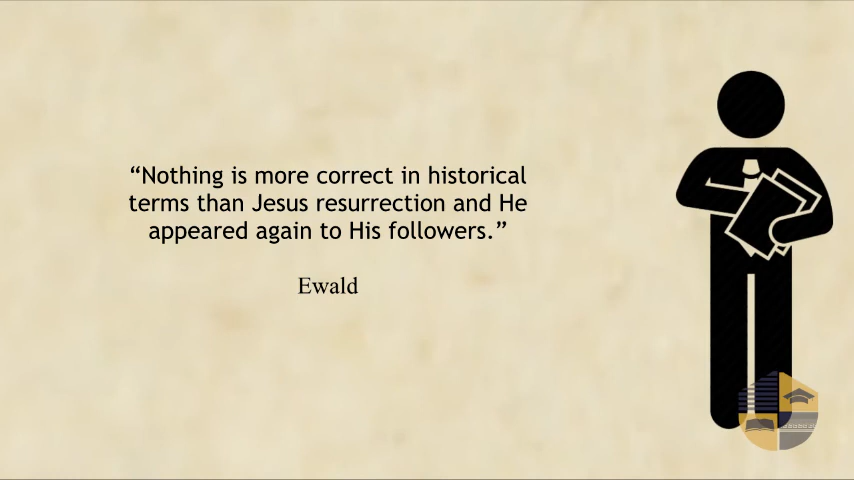 “Nothing is more correct in historical
terms than Jesus resurrection and He
appeared again to His followers.”
Ewald